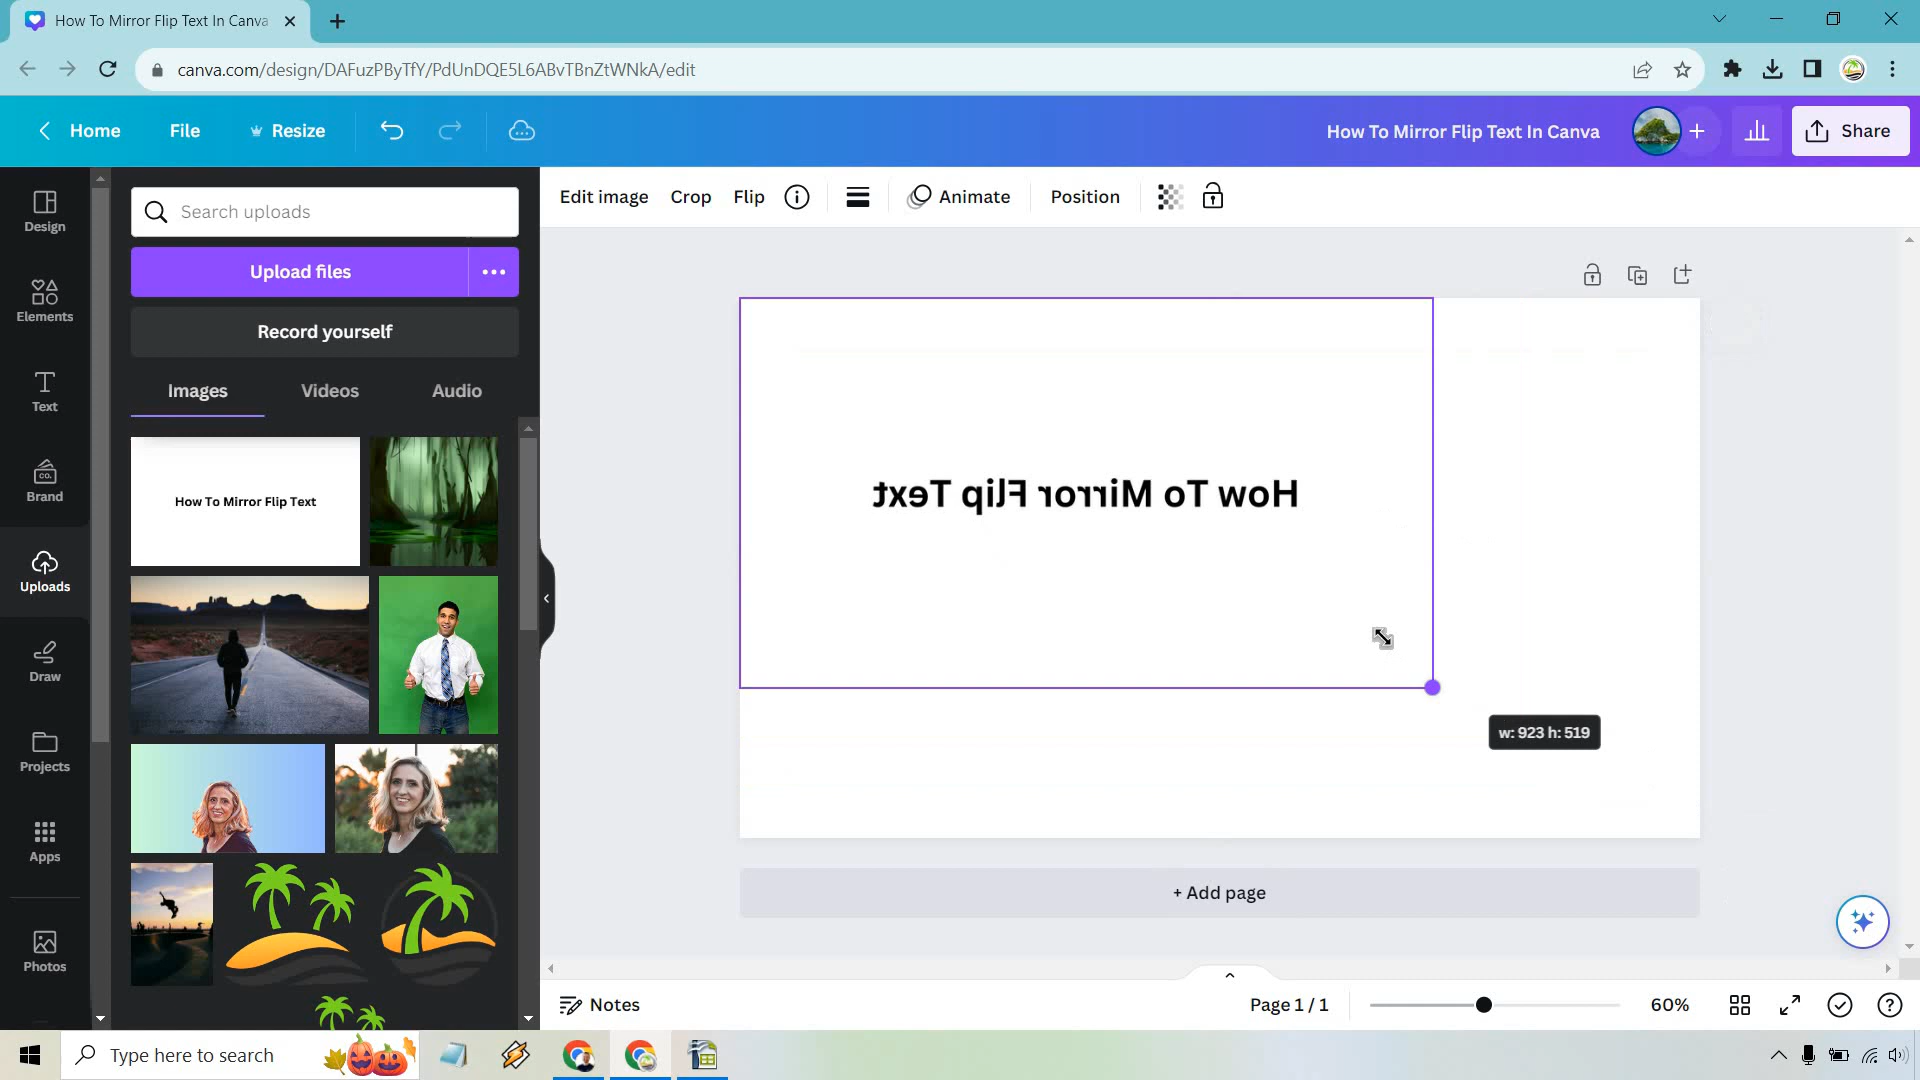 How To Mirror Flip Text In Canva
canva.com/design/DAFuzPByTfY/PdUnDQE5L6ABvTBnZtWNkA/edit
Home
File
Resize
How To Mirror Flip Text In Canva
Share
Design
Elements
Text
CO.
Brand
Uploads
Draw
Projects
Apps
Photos
Search uploads
Upload files
Record yourself
Images
Videos
Audio
How To Mirror Flip Text
Edit image
Crop
Flip
Animate
Position
How To Mirror Flip Text
w: 923 h: 519
+ Add page
Notes
Page 1 / 1
60%
Type here to search